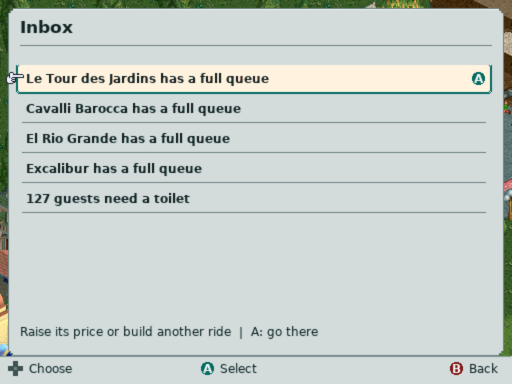 Inbox
Le Tour des Jardins has a full queue A
Cavalli Barocca has a full queue
El Rio Grande has a full queue
Excalibur has a full queue
127 guests need a toilet
Raise its price or build another ride | A: go there
Choose A Select B Back